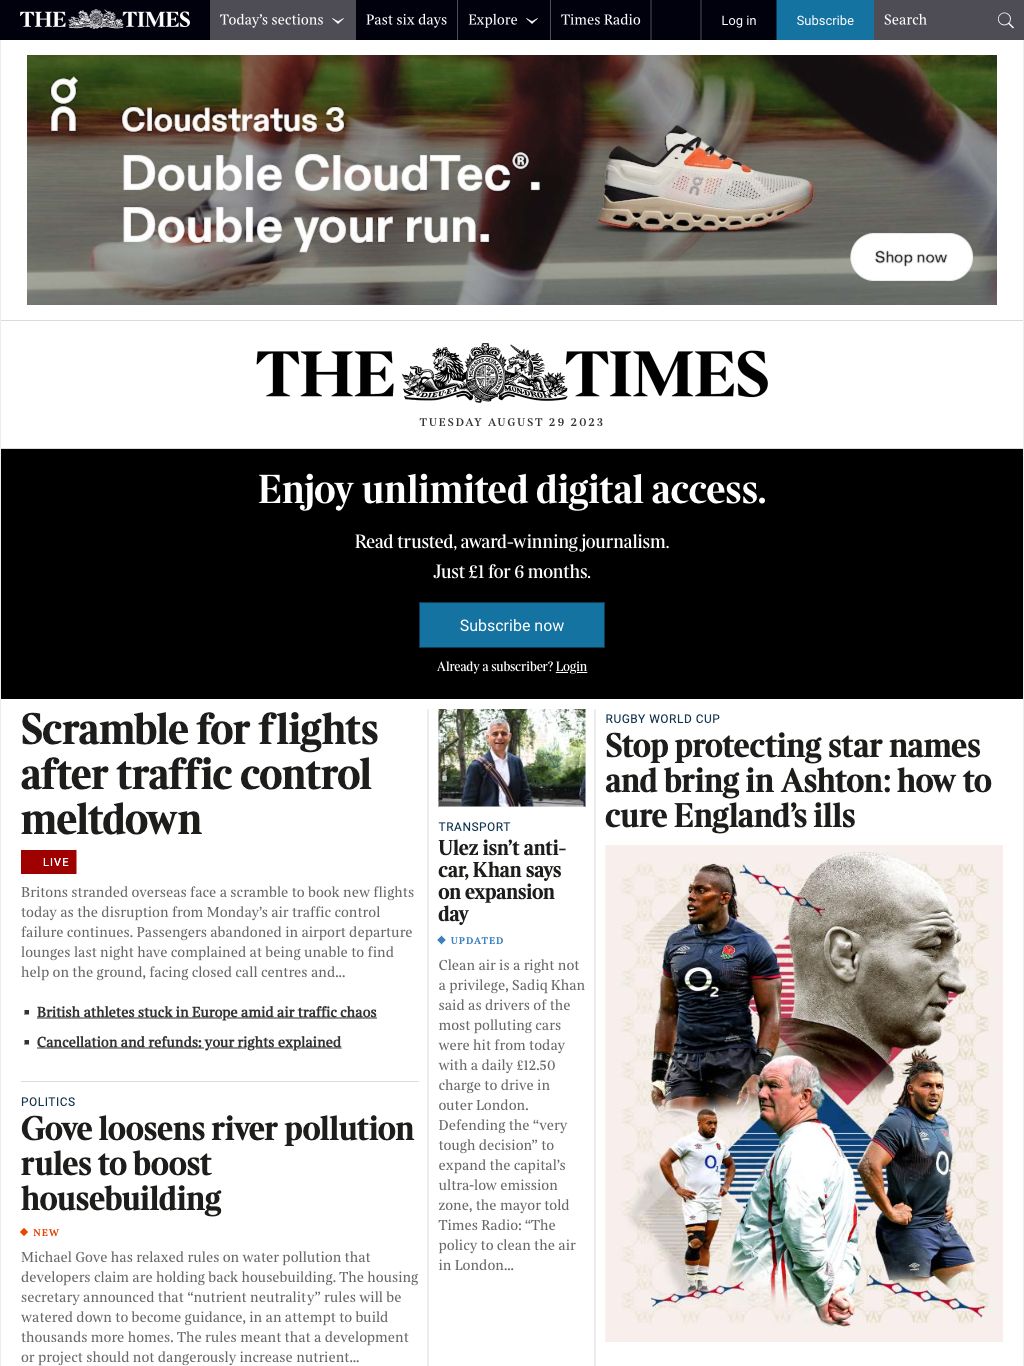 THE TIMES
Today's sections
Past six days
Explore
Times Radio
Log in
Subscribe
Search
Cloudstratus 3
Double CloudTec®.
Double your run.
Shop now
THE TIMES
DIEU ET MON DROIT
TUESDAY AUGUST 29 2023
Enjoy unlimited digital access.
Read trusted, award-winning journalism.
Just £1 for 6 months.
Subscribe now
Already a subscriber? Login
Scramble for flights
after traffic control
meltdown
LIVE
Britons stranded overseas face a scramble to book new flights
today as the disruption from Monday's air traffic control
failure continues. Passengers abandoned in airport departure
lounges last night have complained at being unable to find
help on the ground, facing closed call centres and...
British athletes stuck in Europe amid air traffic chaos
Cancellation and refunds: your rights explained
POLITICS
Gove loosens river pollution
rules to boost
housebuilding
NEW
Michael Gove has relaxed rules on water pollution that
developers claim are holding back housebuilding. The housing
secretary announced that “nutrient neutrality” rules will be
watered down to become guidance, in an attempt to build
thousands more homes. The rules meant that a development
or project should not dangerously increase nutrient...
TRANSPORT
Ulez isn't anti-
car, Khan says
on expansion
day
UPDATED
Clean air is a right not
a privilege, Sadiq Khan
said as drivers of the
most polluting cars
were hit from today
with a daily £12.50
charge to drive in
outer London.
Defending the “very
tough decision” to
expand the capital's
ultra-low emission
zone, the mayor told
Times Radio: “The
policy to clean the air
in London...
RUGBY WORLD CUP
Stop protecting star names
and bring in Ashton: how to
cure England's ills
O2
O2
O